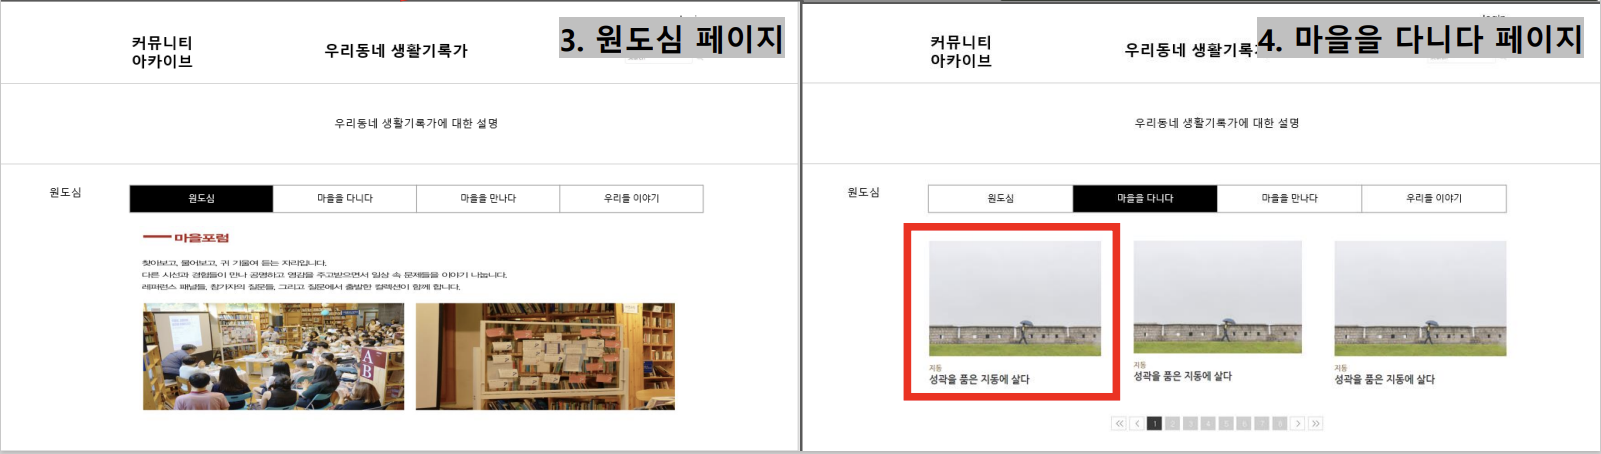 3. 원도심 페이지
커뮤니티
아카이브
우리동네 생활기록가
우리동네 생활기록가에 대한 설명
원도심
원도심
마을을 다니다
마을을 만나다
우리들 이야기
마을포럼
찾아보고, 물어보고, 귀 기울여 듣는 자리입니다.
다른 시선과 경험들이 만나 공명하고 영감을 주고받으면서 일상 속 문제들을 이야기 나눕니다.
레퍼런스 패널들, 참가자의 질문들, 그리고 질문에서 출발한 컬렉션이 함께 합니다.
A
B
4. 마을을 다니다 페이지
커뮤니티
아카이브
우리동네 생활기록
우리동네 생활기록가에 대한 설명
원도심
원도심
마을을 다니다
마을을 만나다
우리들 이야기
지동
성곽을 품은 지동에 살다
지동
성곽을 품은 지동에 살다
지동
성곽을 품은 지동에 살다
1 2 3 4 5 6 7 8